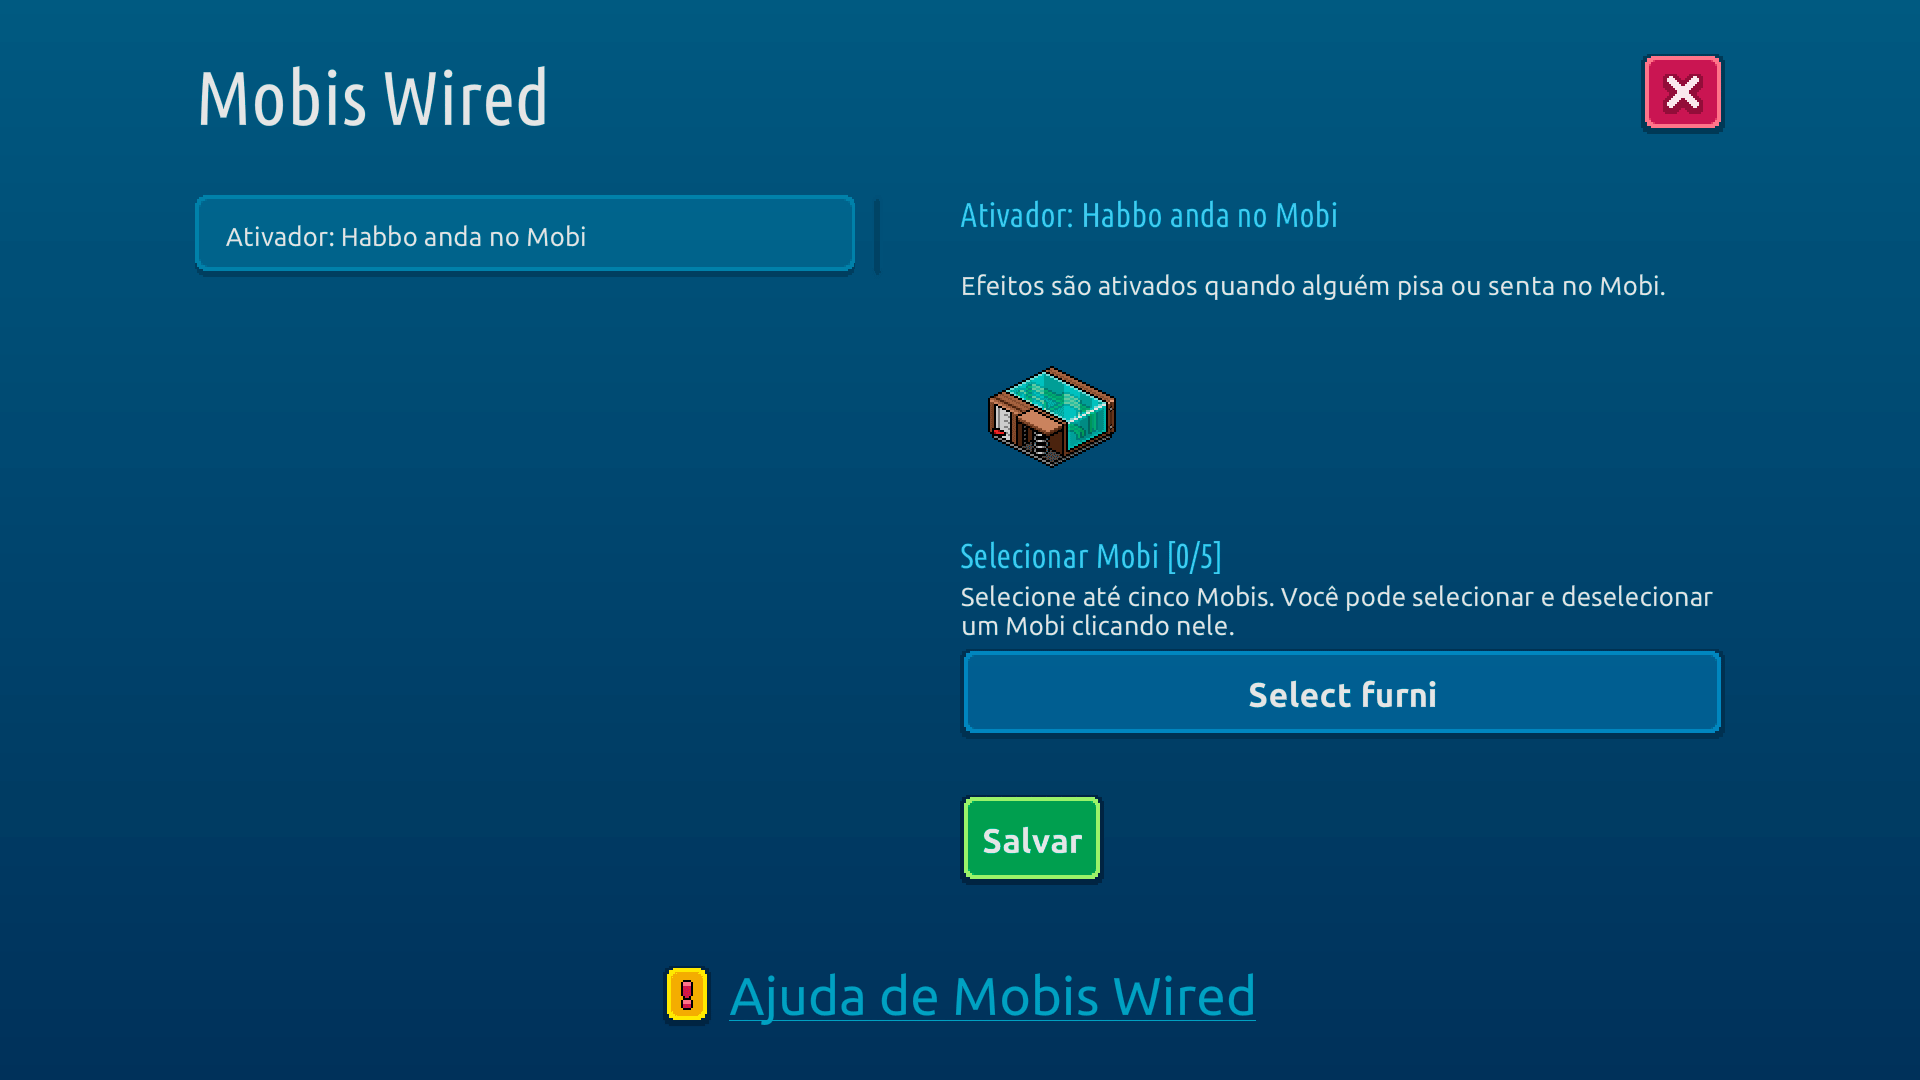 Mobis Wired
Ativador: Habbo anda no Mobi
Ativador: Habbo anda no Mobi
Efeitos são ativados quando alguém pisa ou senta no Mobi.
Selecionar Mobi [0/5]
Selecione até cinco Mobis. Você pode selecionar e deselecionar
um Mobi clicando nele.
Select furni
Salvar
Ajuda de Mobis Wired